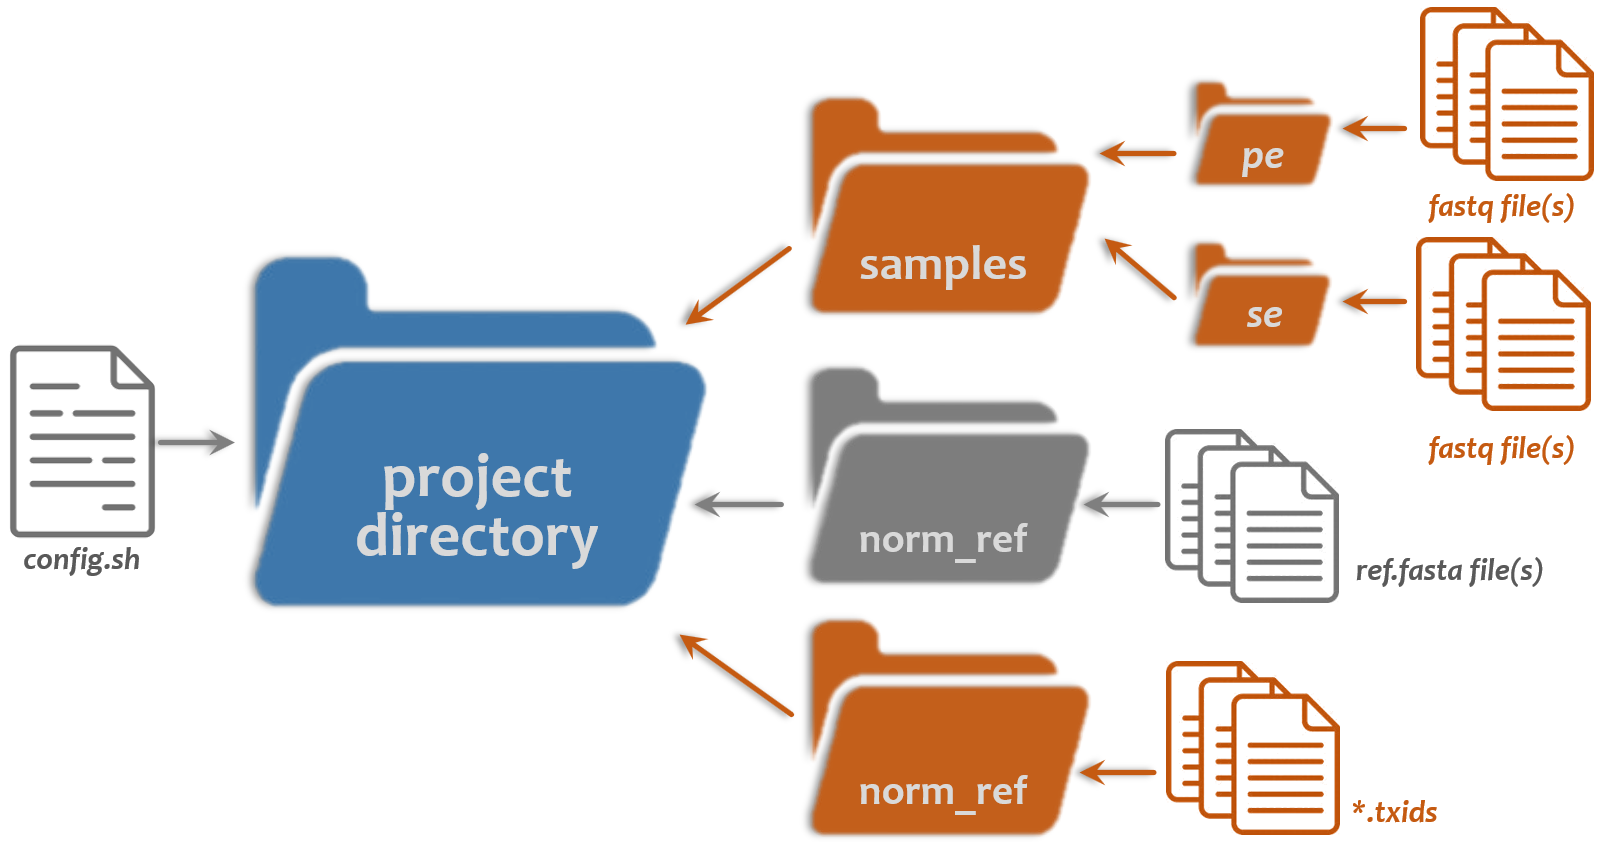 pe
fastq file(s)
samples
se
fastq file(s)
project
directory
config.sh
norm_ref
ref.fasta file(s)
norm_ref
*.txids